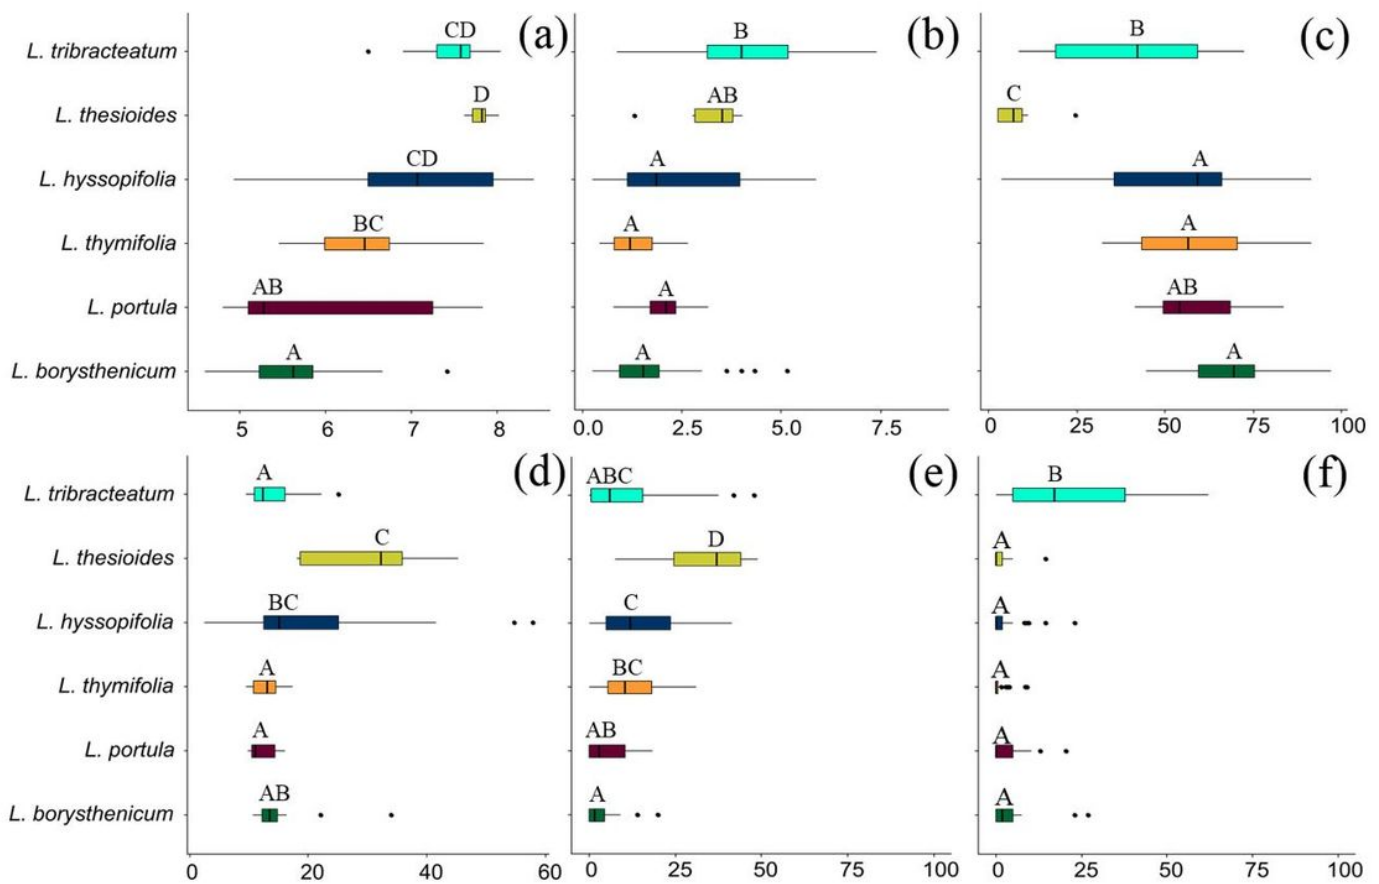 L. tribracteatum CD (a) B (b) B (c)
L. thesioides D AB C
L. hyssopifolia CD A A
L. thymifolia BC A A
L. portula AB A AB
L. borysthenicum A A A
5 6 7 8 0.0 2.5 5.0 7.5 0 25 50 75 100
L. tribracteatum A (d) ABC (e) B (f)
L. thesioides C D A
L. hyssopifolia BC C A
L. thymifolia A BC A
L. portula A AB A
L. borysthenicum AB A A
0 20 40 60 0 25 50 75 100 0 25 50 75 100